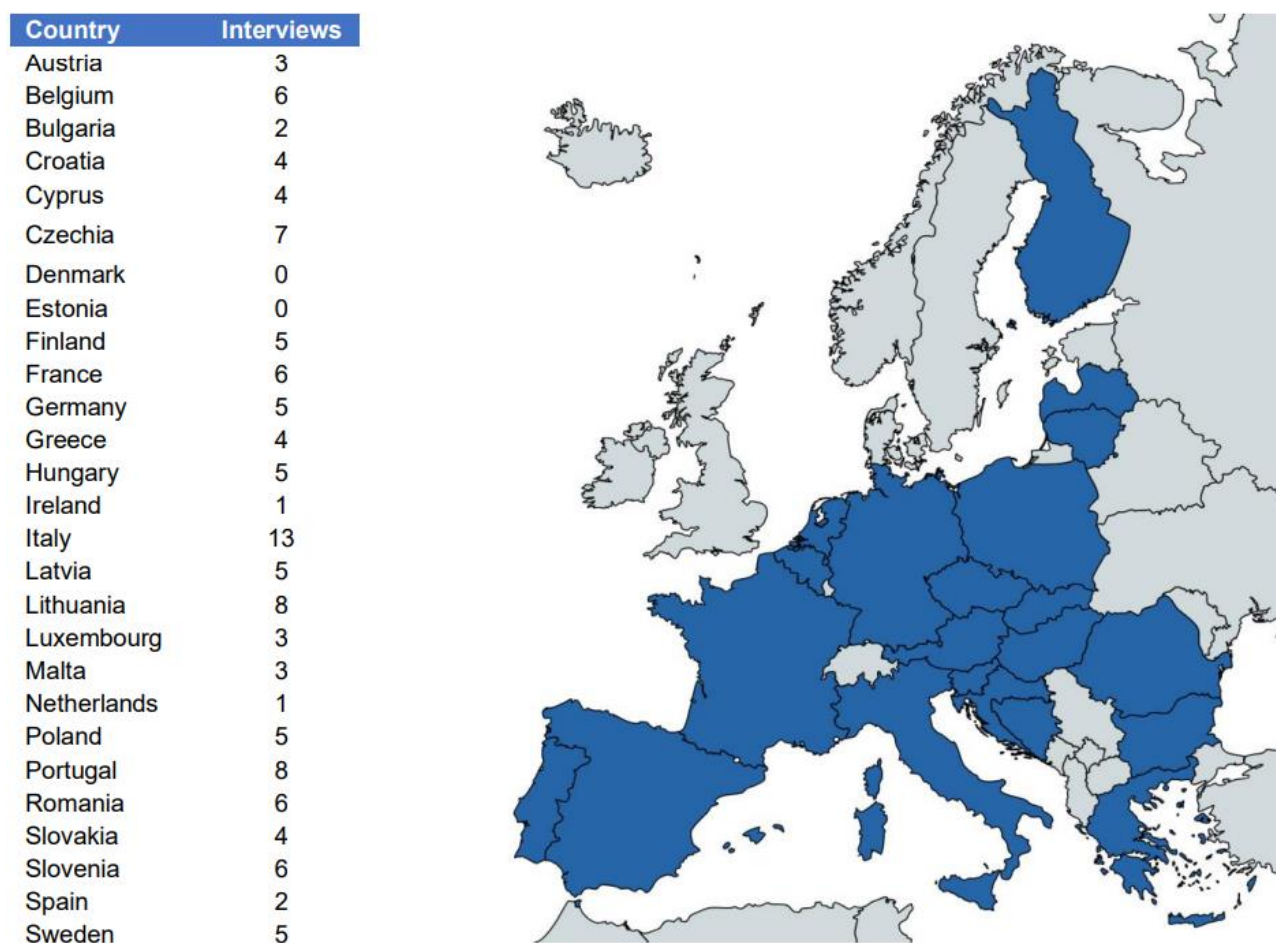 Country Interviews
Austria 3
Belgium 6
Bulgaria 2
Croatia 4
Cyprus 4
Czechia 7
Denmark 0
Estonia 0
Finland 5
France 6
Germany 5
Greece 4
Hungary 5
Ireland 1
Italy 13
Latvia 5
Lithuania 8
Luxembourg 3
Malta 3
Netherlands 1
Poland 5
Portugal 8
Romania 6
Slovakia 4
Slovenia 6
Spain 2
Sweden 5